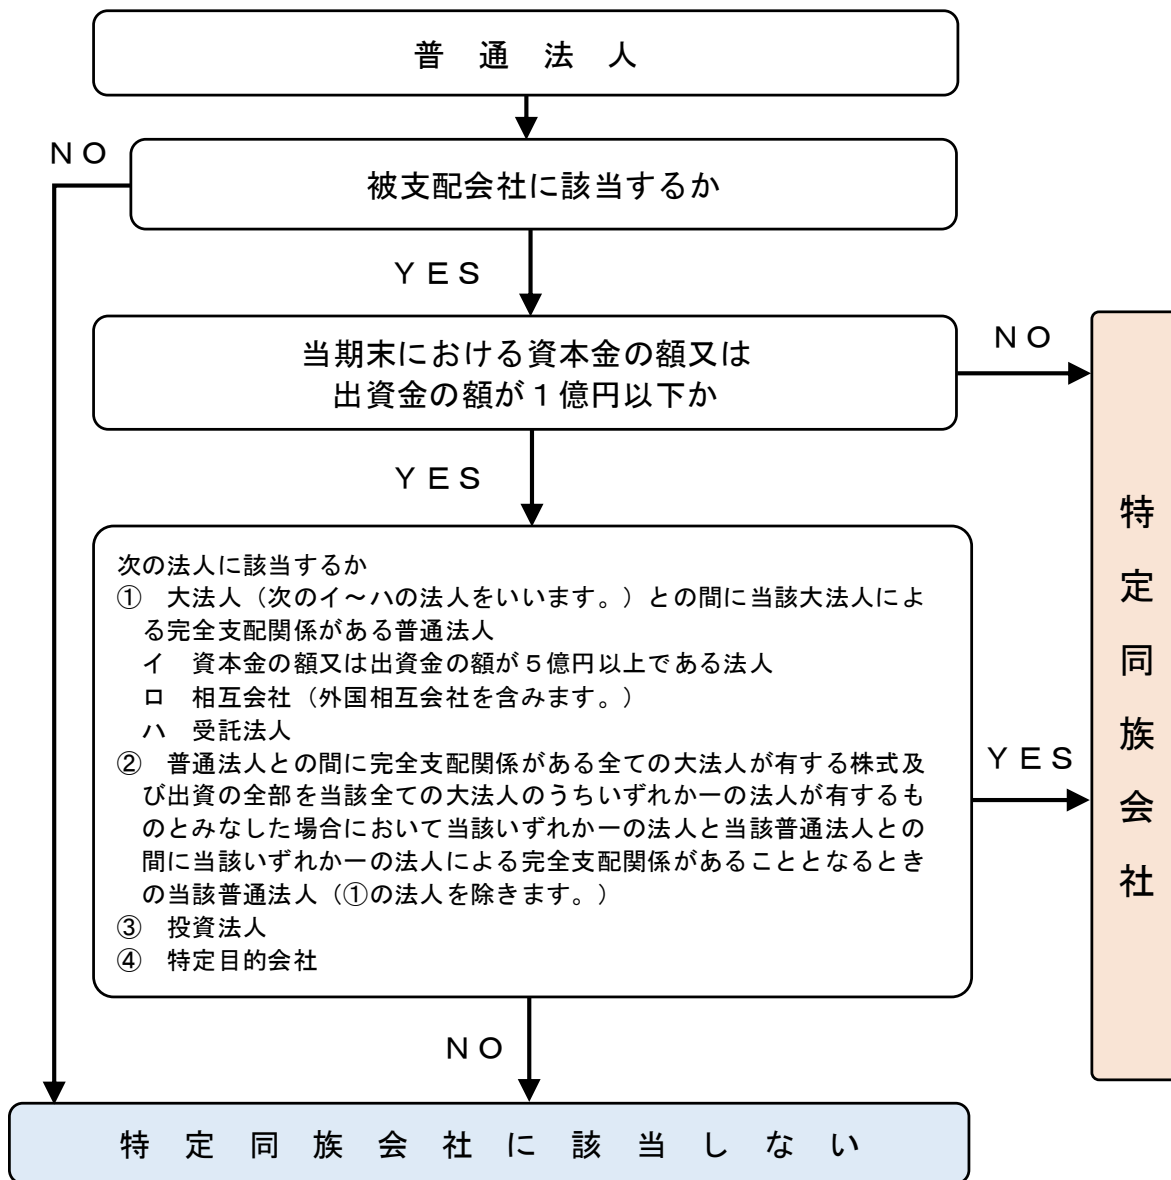 普　通　法　人
ＮＯ
被支配会社に該当するか
ＹＥＳ
当期末における資本金の額又は
出資金の額が１億円以下か
ＮＯ
ＹＥＳ
次の法人に該当するか
①　大法人（次のイ～ハの法人をいいます。）との間に当該大法人によ
る完全支配関係がある普通法人
イ　資本金の額又は出資金の額が５億円以上である法人
ロ　相互会社（外国相互会社を含みます。）
ハ　受託法人
②　普通法人との間に完全支配関係がある全ての大法人が有する株式及
び出資の全部を当該全ての大法人のうちいずれか一の法人が有するも
のとみなした場合において当該いずれか一の法人と当該普通法人との
間に当該いずれか一の法人による完全支配関係があることとなるとき
の当該普通法人（①の法人を除きます。）
③　投資法人
④　特定目的会社
ＹＥＳ
特定同族会社
ＮＯ
特　定　同　族　会　社　に　該　当　し　な　い